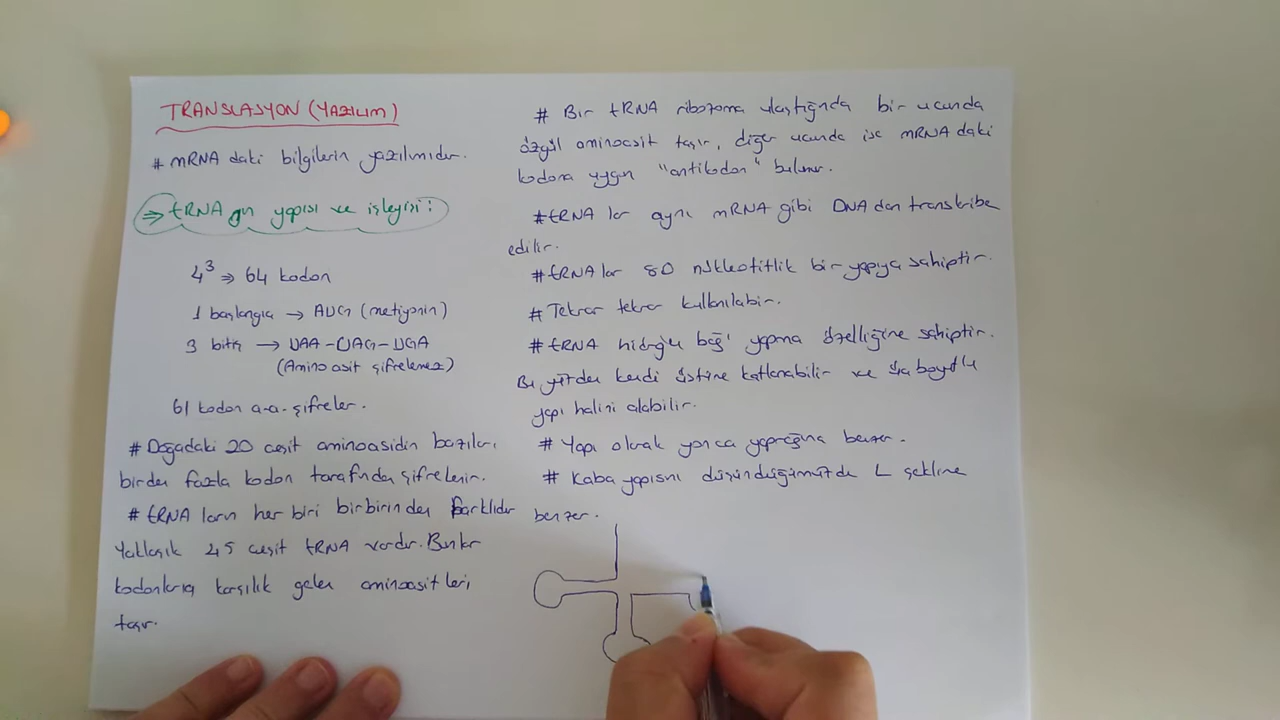 TRANSLASYON (YAZILIM)
# mRNA daki bilgilerin yazılımıdır.
⇒ tRNA nın yapısı ve işleyişi:
4³ ⇒ 64 kodon
1 başlangıç → AUG (metiyonin)
3 bitiş → UAA - UAG - UGA
(Amino asit şifrelemez)
61 kodon a.a. şifreler.
# Doğadaki 20 çeşit aminoasidin bazıları
birden fazla kodon tarafından şifrelenir.
# tRNA ların her biri birbirinden farklıdır
Yaklaşık 45 çeşit tRNA vardır. Bunlar
kodonlara karşılık gelen aminoasitleri
taşır.
# Bir tRNA ribozoma ulaştığında bir ucunda
özgül aminoasit taşır, diğer ucunda ise mRNA daki
kodona uygun "antikodon" bulunur.
# tRNA lar aynı mRNA gibi DNA dan transkribe
edilir.
# tRNA lar 80 nükleotitlik bir yapıya sahiptir.
# Tekrar tekrar kullanılabilir.
# tRNA hidrojen bağı yapma özelliğine sahiptir.
Bu yüzden kendi üstüne katlanabilir ve üç boyutlu
yapı halini alabilir.
# Yapı olarak yonca yaprağına benzer.
# Kaba yapısını düşündüğümüzde L şekline
benzer.